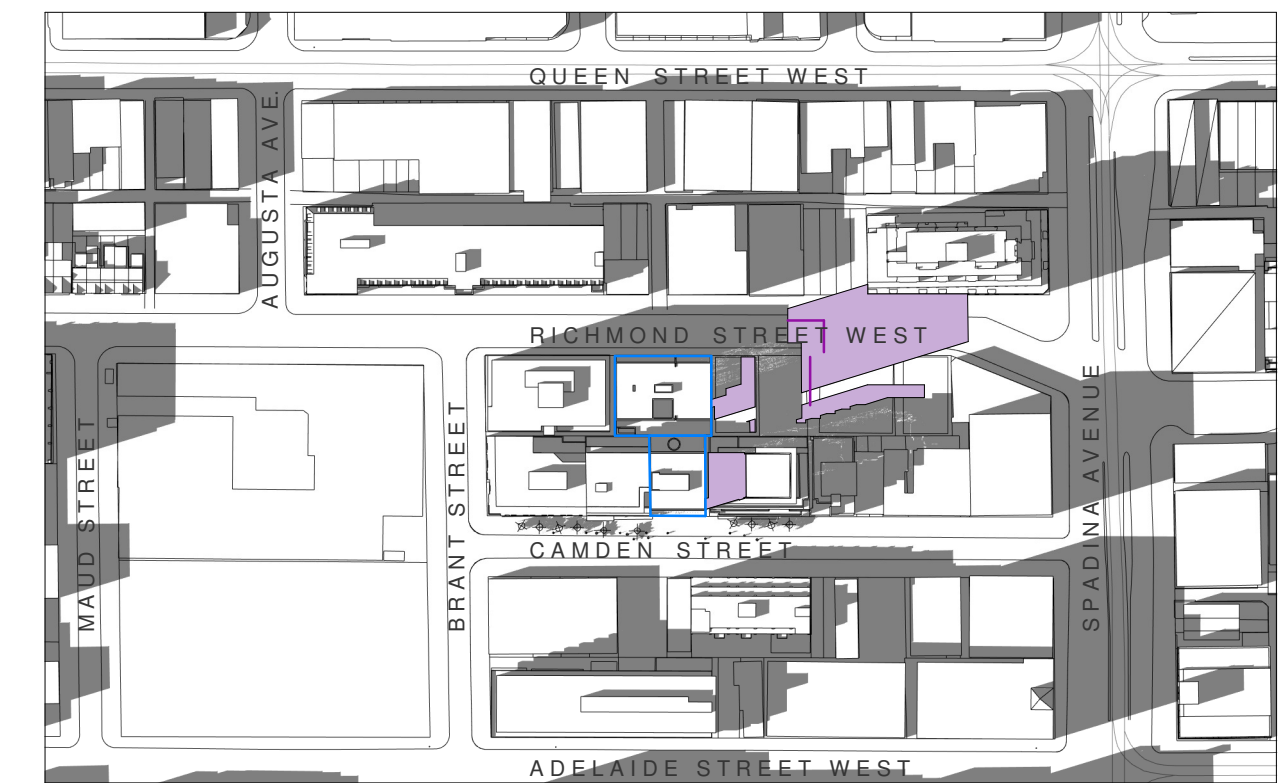 QUEEN STREET WEST
AUGUSTA AVE.
RICHMOND STREET WEST
MAUD STREET
BRANT STREET
SPADINA AVENUE
CAMDEN STREET
ADELAIDE STREET WEST